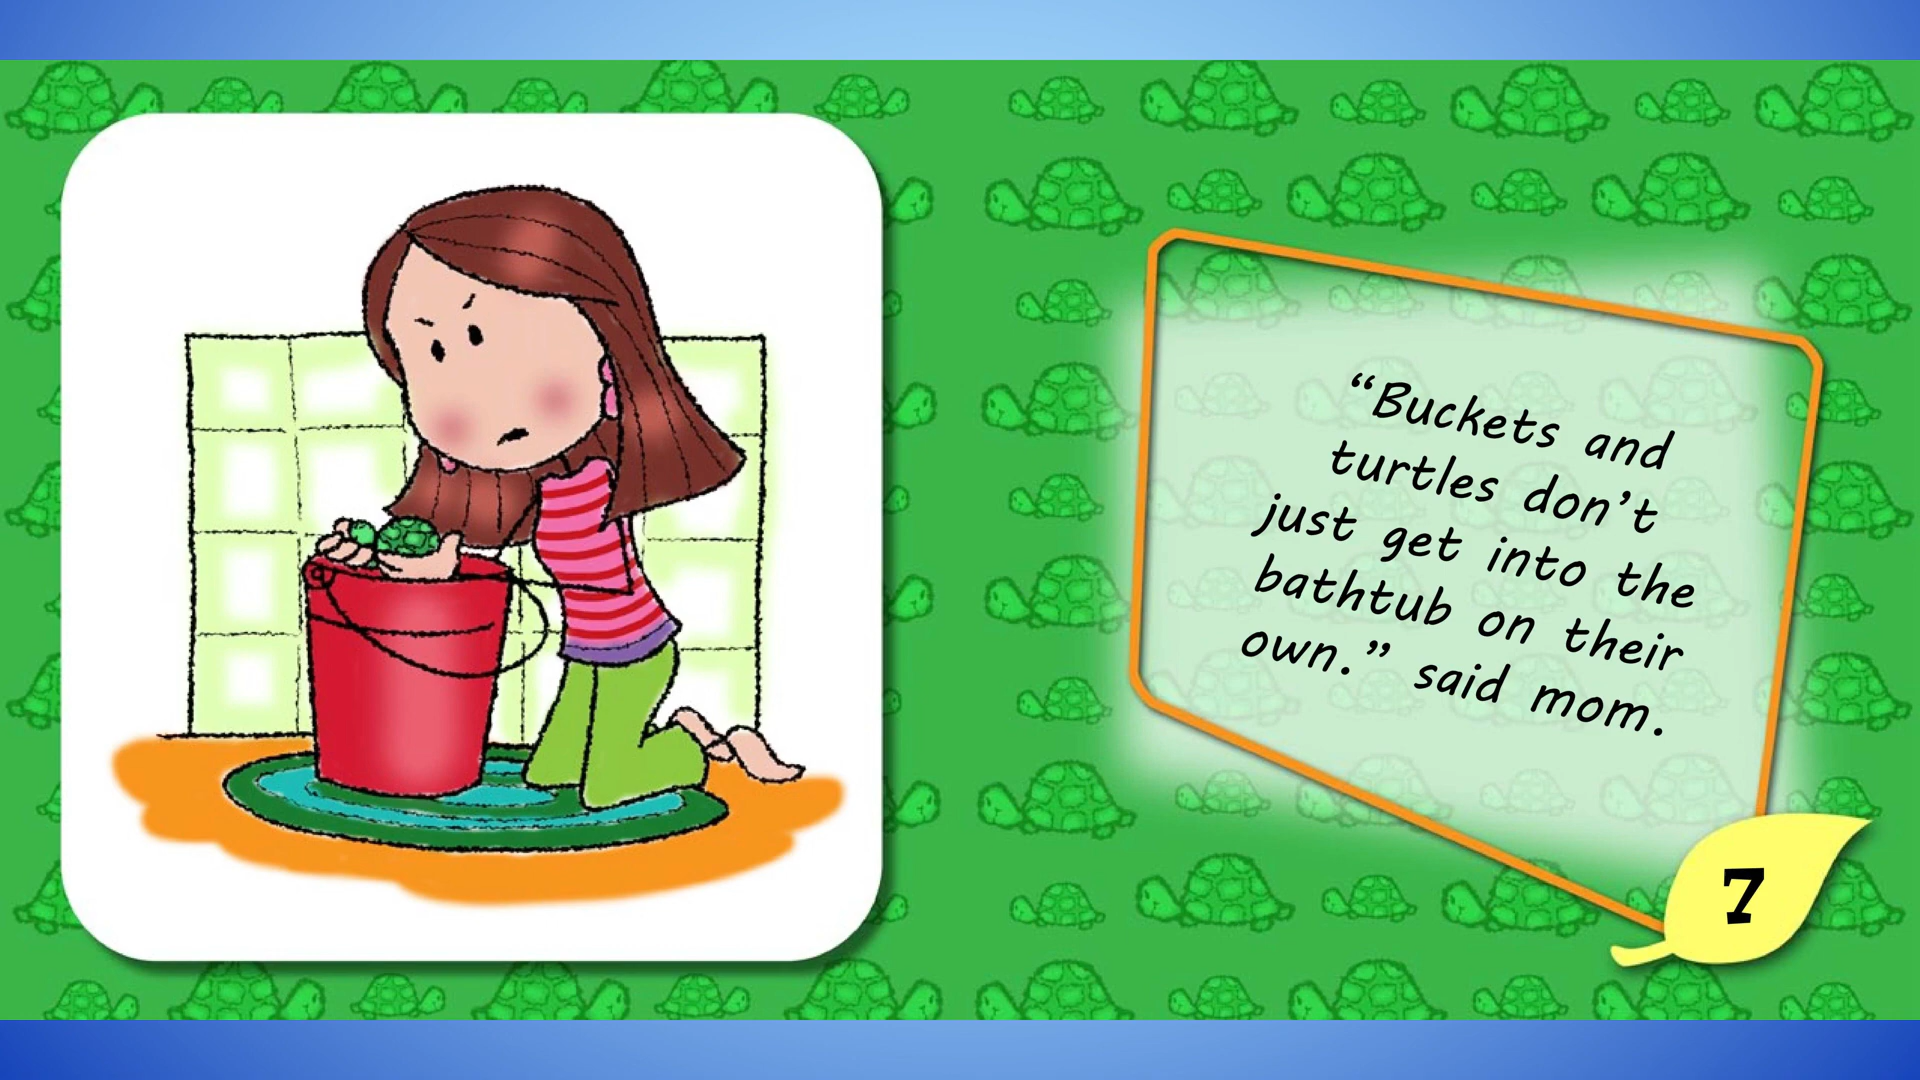 “Buckets and
turtles don’t
just get into the
bathtub on their
own.” said mom.
7